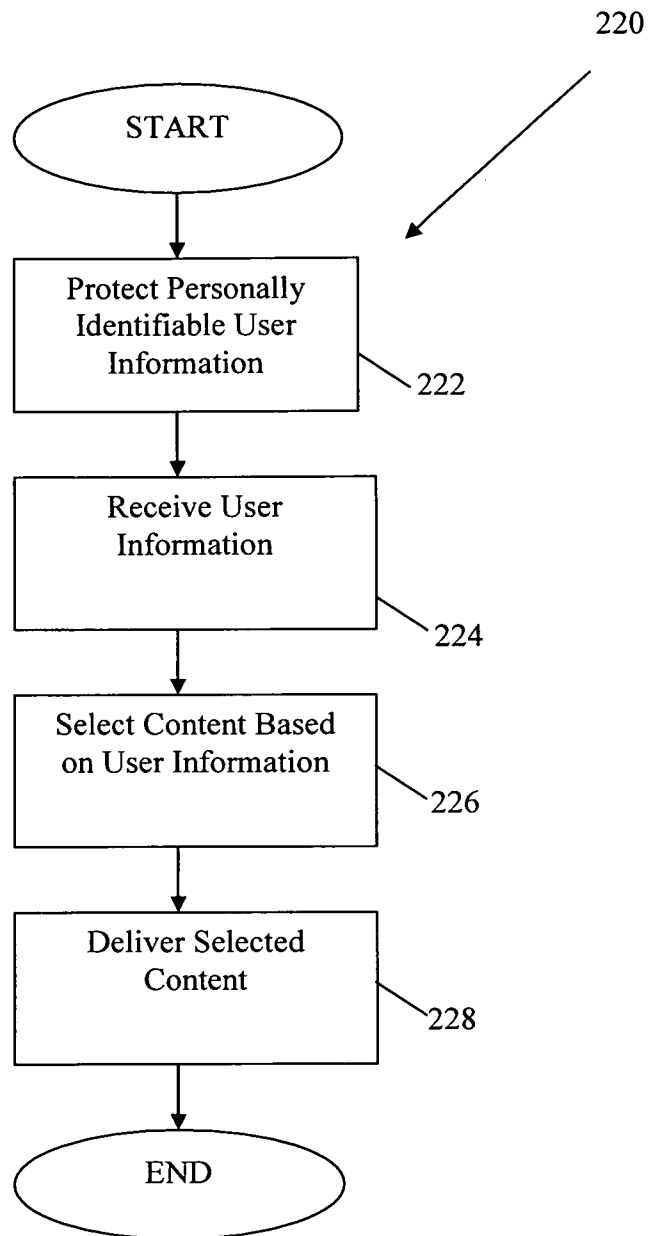 220
START
Protect Personally
Identifiable User
Information
222
Receive User
Information
224
Select Content Based
on User Information
226
Deliver Selected
Content
228
END